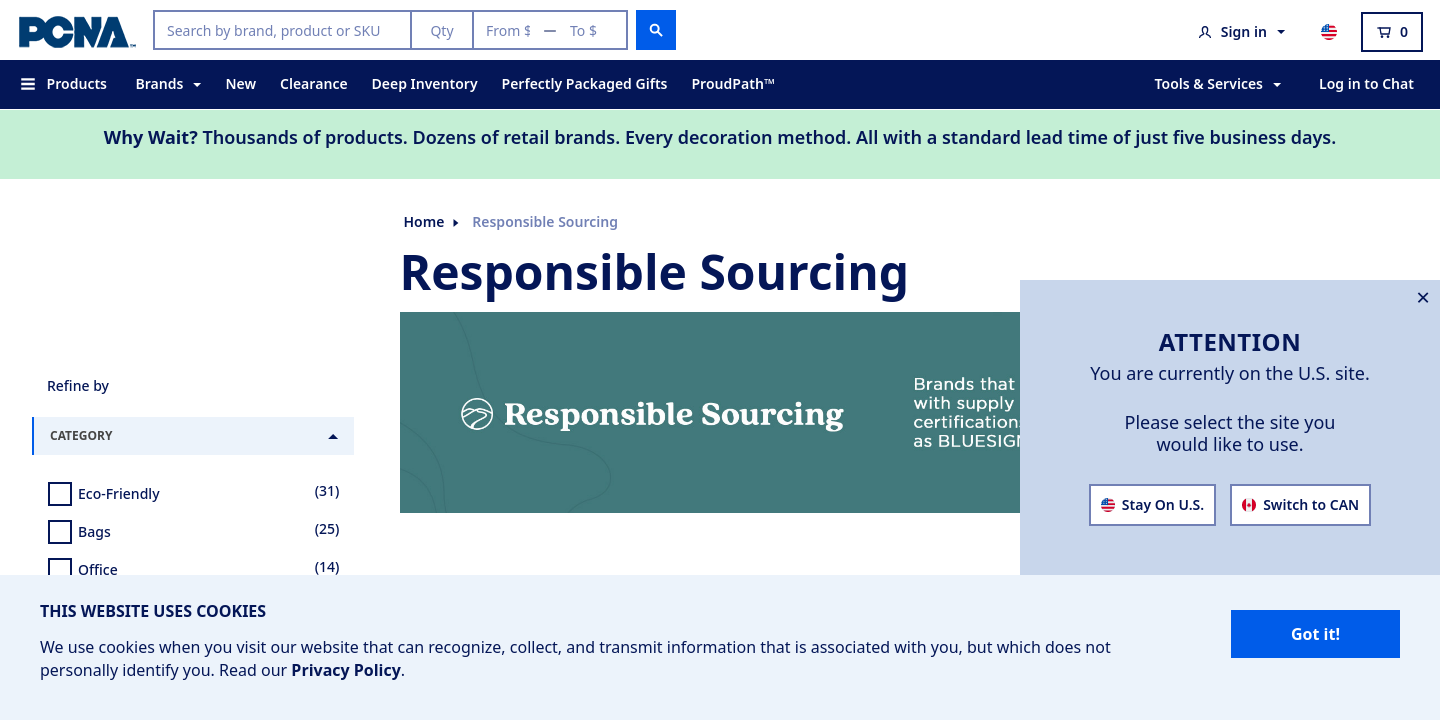 PCNA™
Search by brand, product or SKU
Qty
From $ — To $
Sign in
0
Products
Brands
New
Clearance
Deep Inventory
Perfectly Packaged Gifts
ProudPath™
Tools & Services
Log in to Chat
Why Wait? Thousands of products. Dozens of retail brands. Every decoration method. All with a standard lead time of just five business days.
Home
Responsible Sourcing
Responsible Sourcing
Responsible Sourcing
Brands that
with supply
certifications
as BLUESIGN
Refine by
CATEGORY
Eco-Friendly (31)
Bags (25)
Office (14)
ATTENTION
You are currently on the U.S. site.
Please select the site you
would like to use.
Stay On U.S.
Switch to CAN
THIS WEBSITE USES COOKIES
We use cookies when you visit our website that can recognize, collect, and transmit information that is associated with you, but which does not
personally identify you. Read our Privacy Policy.
Got it!